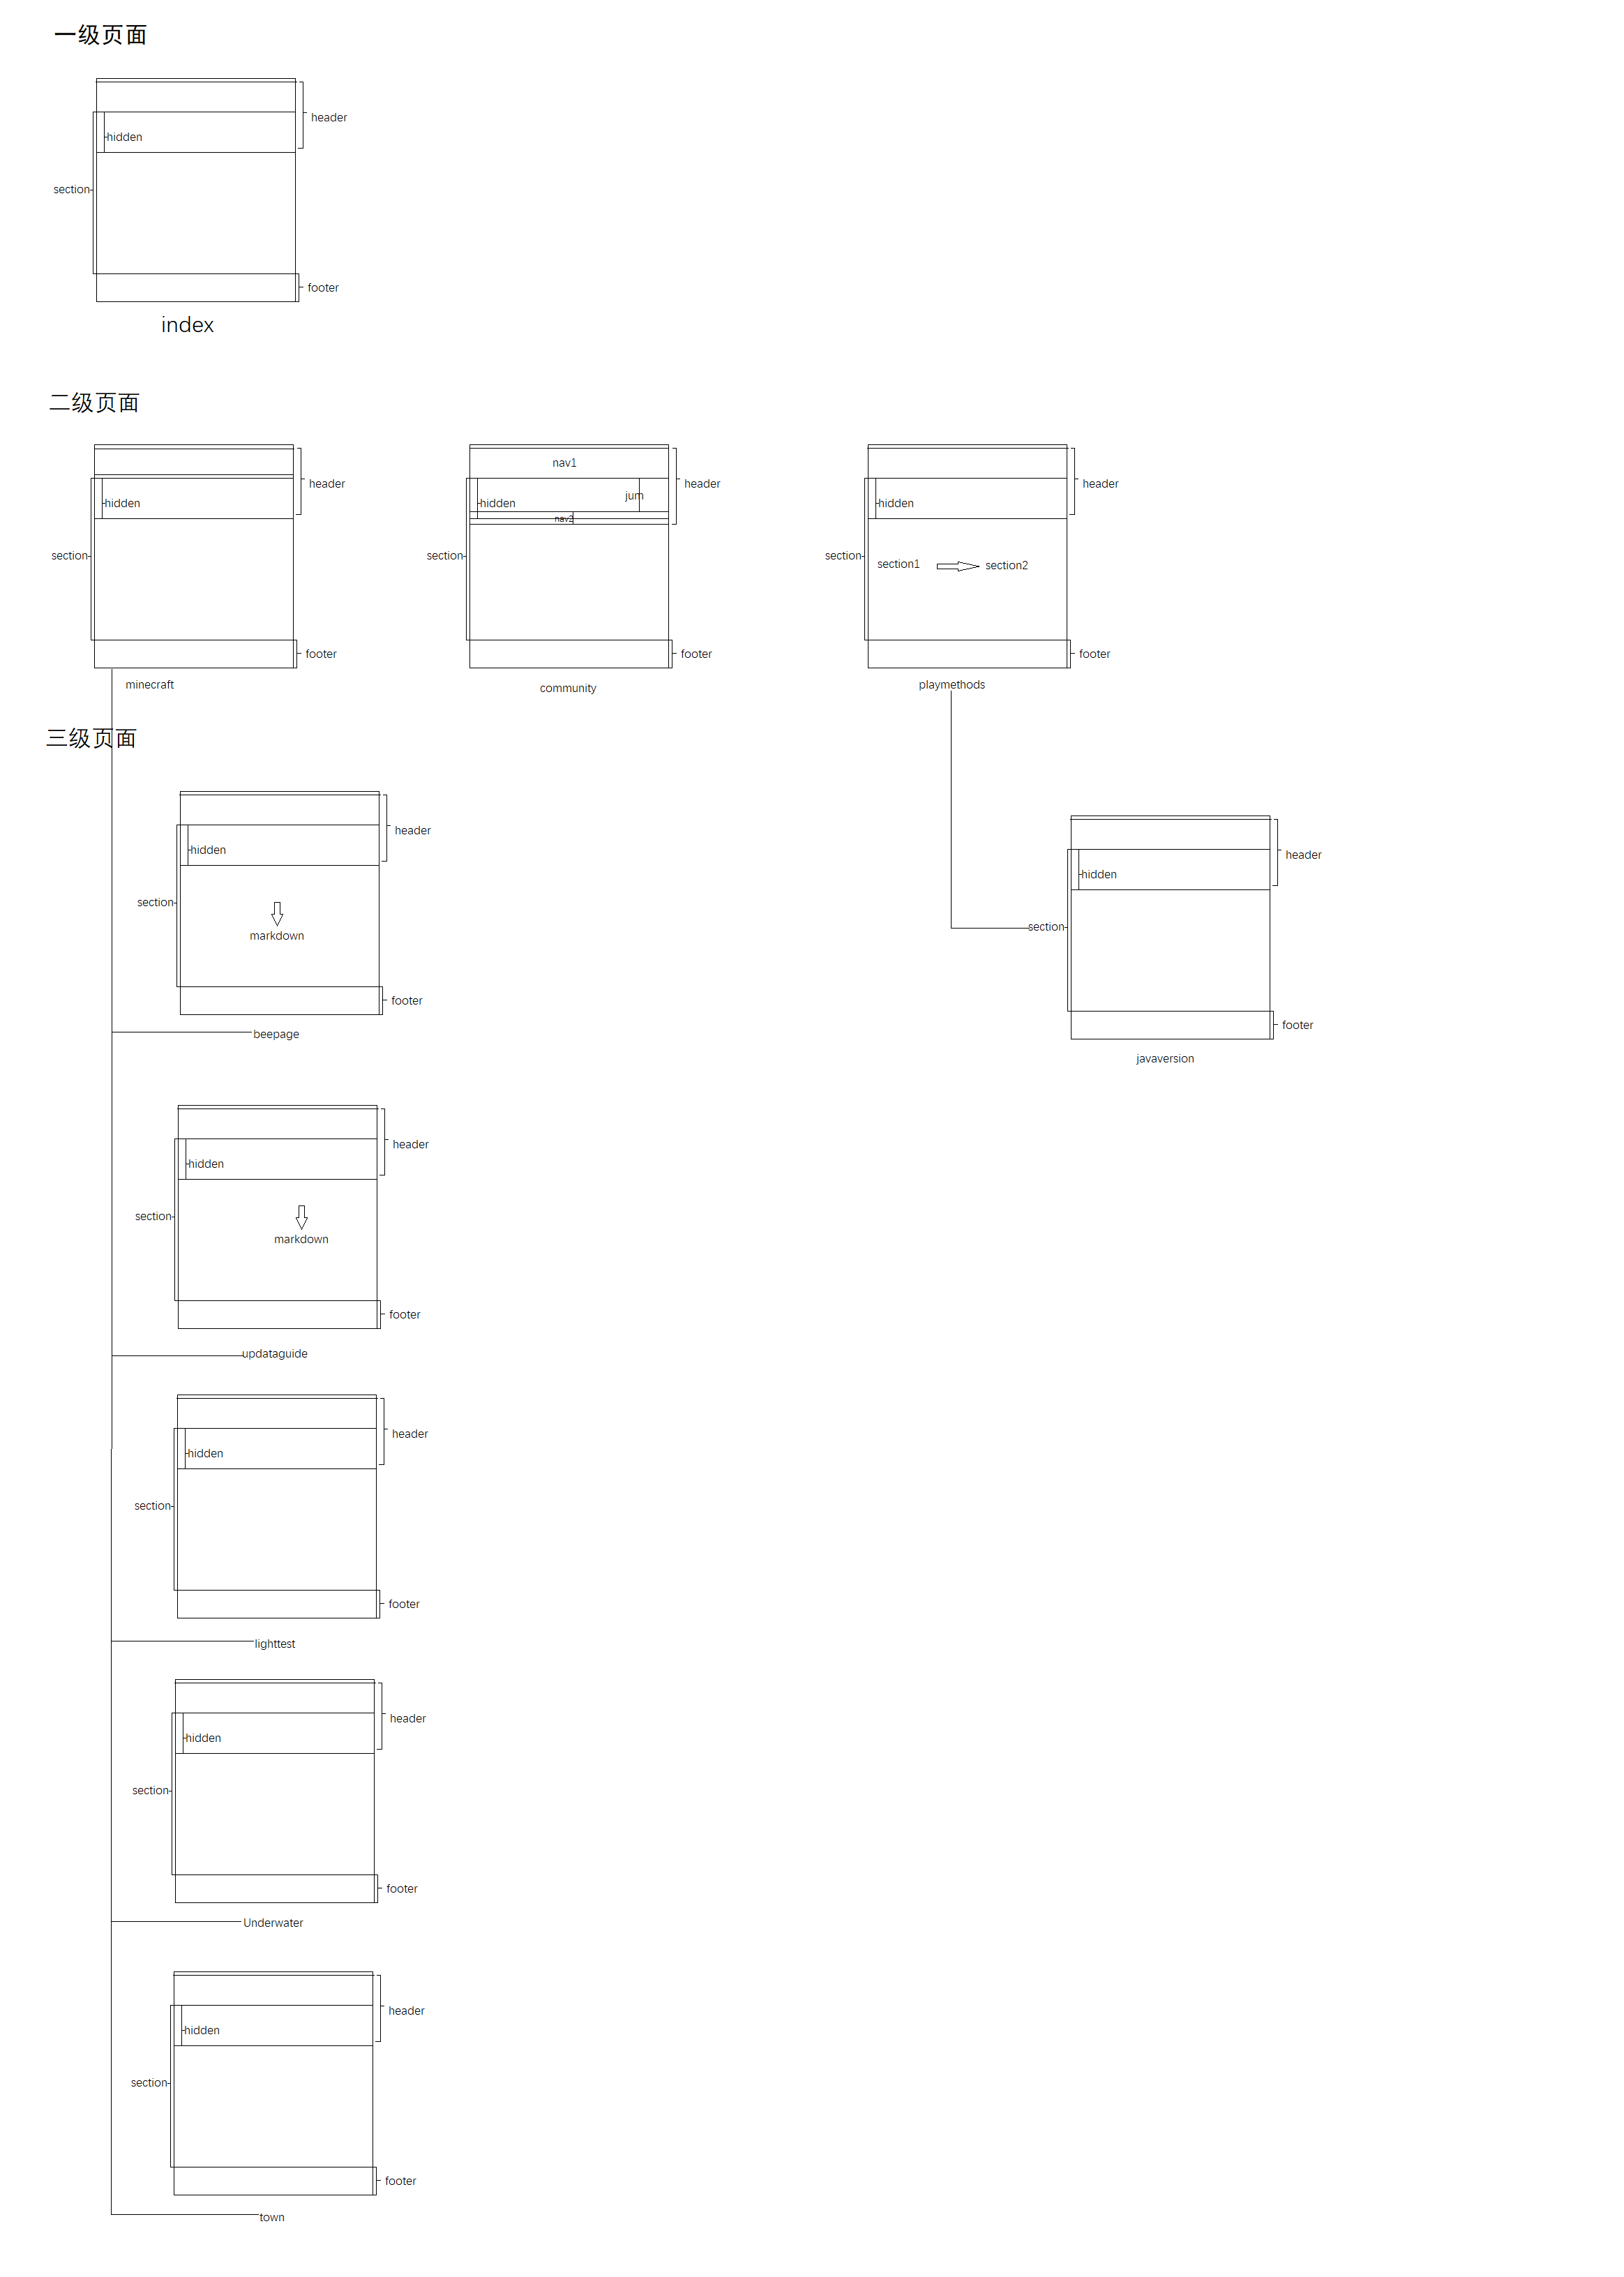 一级页面
header
hidden
section
footer
index
二级页面
header
hidden
section
footer
minecraft
nav1
header
jum
hidden
nav2
section
footer
community
header
hidden
section
section1
section2
footer
playmethods
三级页面
header
hidden
section
markdown
footer
beepage
header
hidden
section
footer
javaversion
header
hidden
section
markdown
footer
updataguide
header
hidden
section
footer
lighttest
header
hidden
section
footer
Underwater
header
hidden
section
footer
town